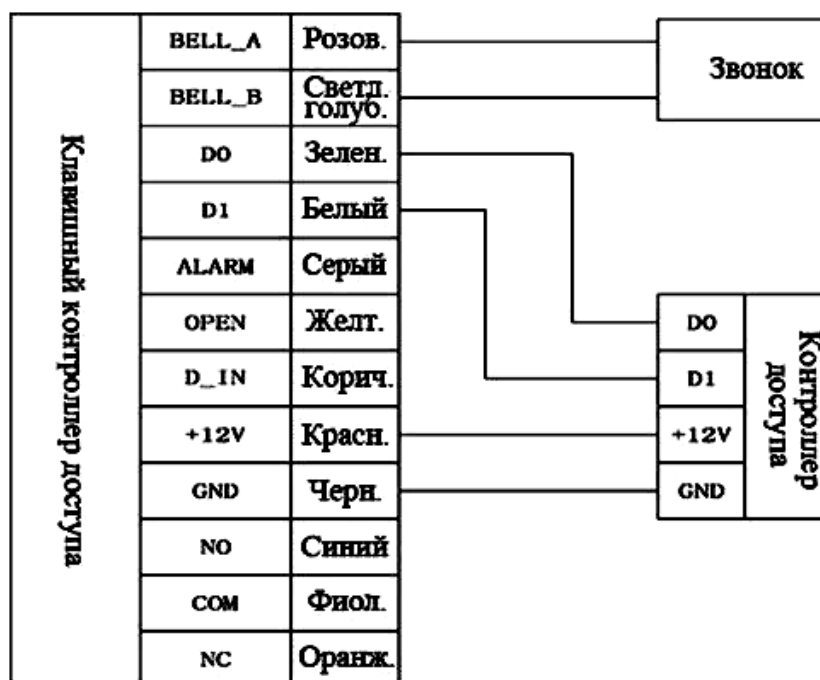 Клавишный контроллер доступа
BELL_A Розов.
BELL_B Светл.
голуб.
D0 Зелен.
D1 Белый
ALARM Серый
OPEN Желт.
D_IN Корич.
+12V Красн.
GND Черн.
NO Синий
COM Фиол.
NC Оранж.
Звонок
D0
D1
+12V
GND
Контроллер
доступа